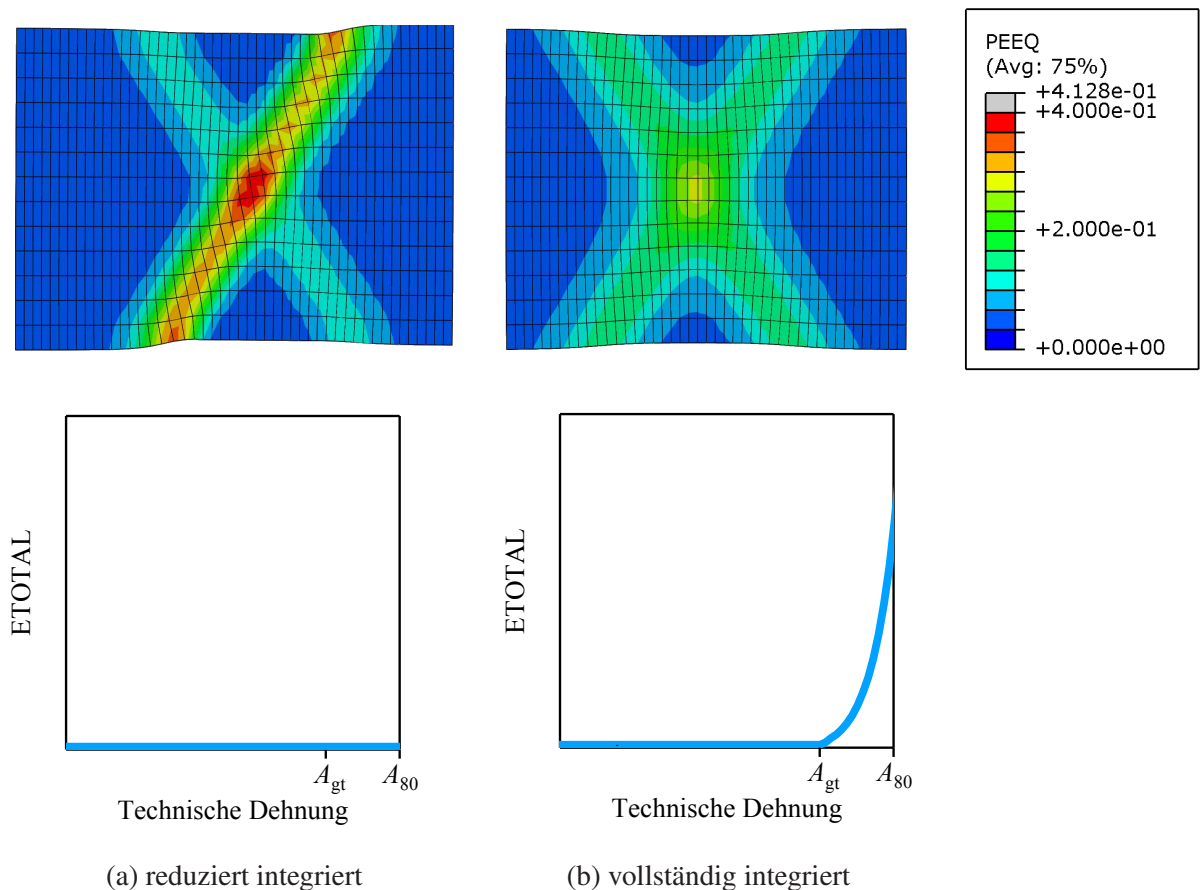 PEEQ
(Avg: 75%)
+4.128e-01
+4.000e-01
+2.000e-01
+0.000e+00
ETOTAL
A_gt
A_80
Technische Dehnung
ETOTAL
A_gt
A_80
Technische Dehnung
(a) reduziert integriert
(b) vollständig integriert